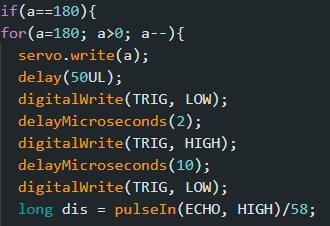 if(a==180){
for(a=180; a>0; a--){
servo.write(a);
delay(50UL);
digitalWrite(TRIG, LOW);
delayMicroseconds(2);
digitalWrite(TRIG, HIGH);
delayMicroseconds(10);
digitalWrite(TRIG, LOW);
long dis = pulseIn(ECHO, HIGH)/58;